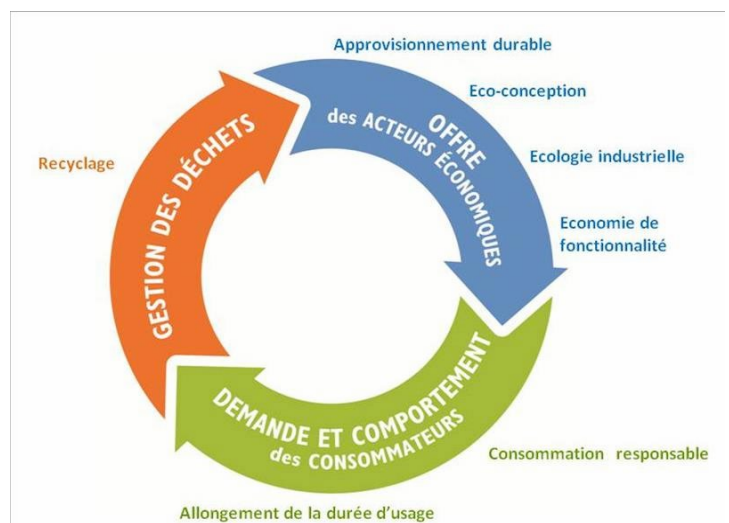 Approvisionnement durable
Eco-conception
OFFRE
des ACTEURS ÉCONOMIQUES
Ecologie industrielle
Economie de
fonctionnalité
Recyclage
GESTION DES DÉCHETS
DEMANDE ET COMPORTEMENT
des CONSOMMATEURS
Consommation responsable
Allongement de la durée d’usage